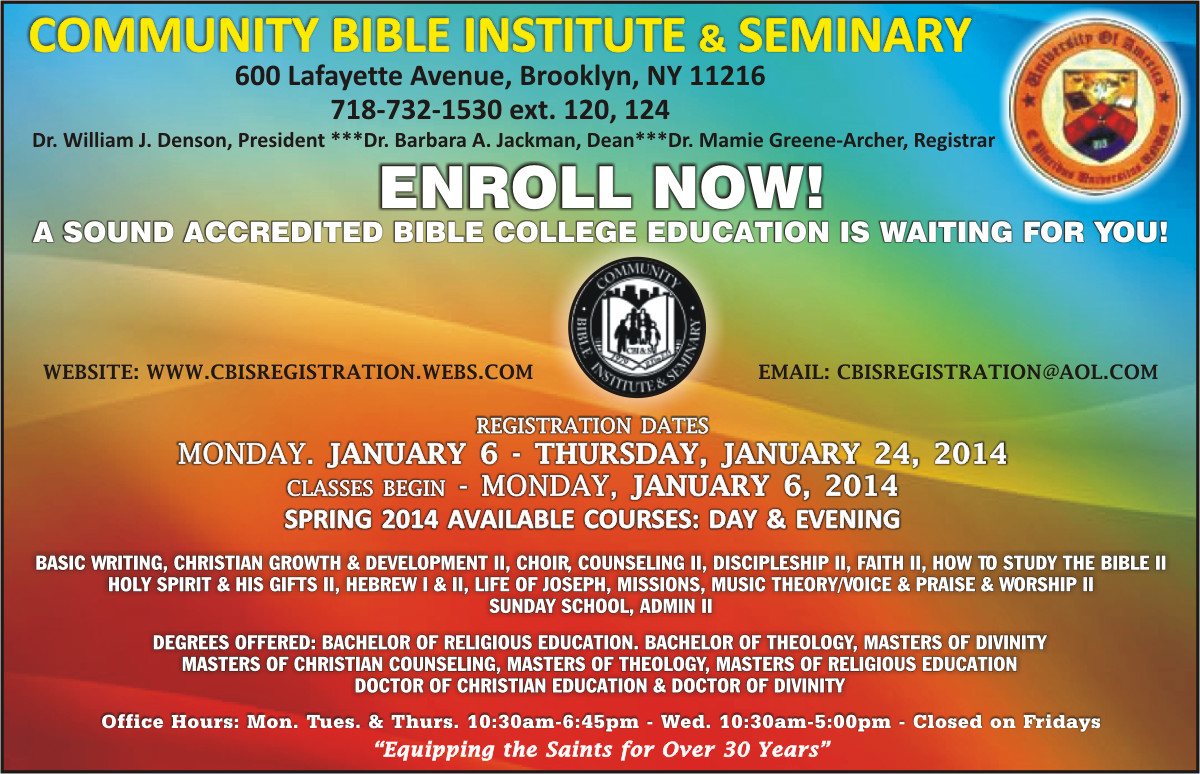 COMMUNITY BIBLE INSTITUTE & SEMINARY
600 Lafayette Avenue, Brooklyn, NY 11216
718-732-1530 ext. 120, 124
Dr. William J. Denson, President ***Dr. Barbara A. Jackman, Dean***Dr. Mamie Greene-Archer, Registrar
University Of America
E Pluribus Universitas
ENROLL NOW!
A SOUND ACCREDITED BIBLE COLLEGE EDUCATION IS WAITING FOR YOU!
COMMUNITY
BIBLE INSTITUTE & SEMINARY
CBI&S
WEBSITE: WWW.CBISREGISTRATION.WEBS.COM
EMAIL: CBISREGISTRATION@AOL.COM
REGISTRATION DATES
MONDAY. JANUARY 6 - THURSDAY, JANUARY 24, 2014
CLASSES BEGIN - MONDAY, JANUARY 6, 2014
SPRING 2014 AVAILABLE COURSES: DAY & EVENING
BASIC WRITING, CHRISTIAN GROWTH & DEVELOPMENT II, CHOIR, COUNSELING II, DISCIPLESHIP II, FAITH II, HOW TO STUDY THE BIBLE II
HOLY SPIRIT & HIS GIFTS II, HEBREW I & II, LIFE OF JOSEPH, MISSIONS, MUSIC THEORY/VOICE & PRAISE & WORSHIP II
SUNDAY SCHOOL, ADMIN II
DEGREES OFFERED: BACHELOR OF RELIGIOUS EDUCATION. BACHELOR OF THEOLOGY, MASTERS OF DIVINITY
MASTERS OF CHRISTIAN COUNSELING, MASTERS OF THEOLOGY, MASTERS OF RELIGIOUS EDUCATION
DOCTOR OF CHRISTIAN EDUCATION & DOCTOR OF DIVINITY
Office Hours: Mon. Tues. & Thurs. 10:30am-6:45pm - Wed. 10:30am-5:00pm - Closed on Fridays
"Equipping the Saints for Over 30 Years"